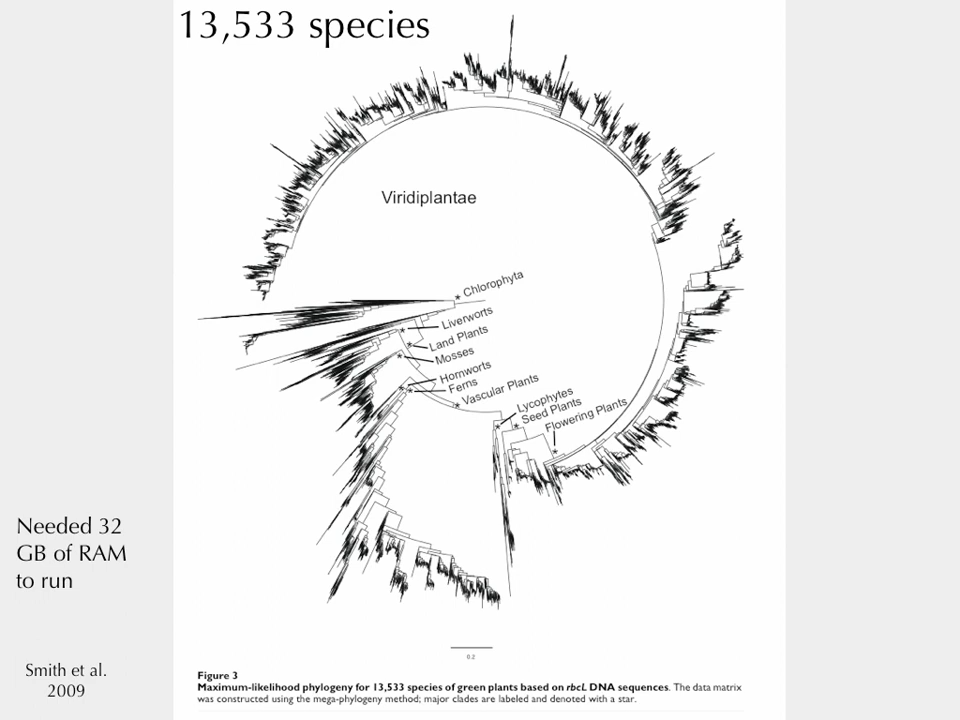 13,533 species
Viridiplantae
* Chlorophyta
* Liverworts
* Land Plants
* Mosses
* Hornworts
* Ferns
* Vascular Plants
* Lycophytes
* Seed Plants
Flowering Plants
*
Needed 32
GB of RAM
to run
Smith et al.
2009
0.2
Figure 3
Maximum-likelihood phylogeny for 13,533 species of green plants based on rbcL DNA sequences. The data matrix
was constructed using the mega-phylogeny method; major clades are labeled and denoted with a star.